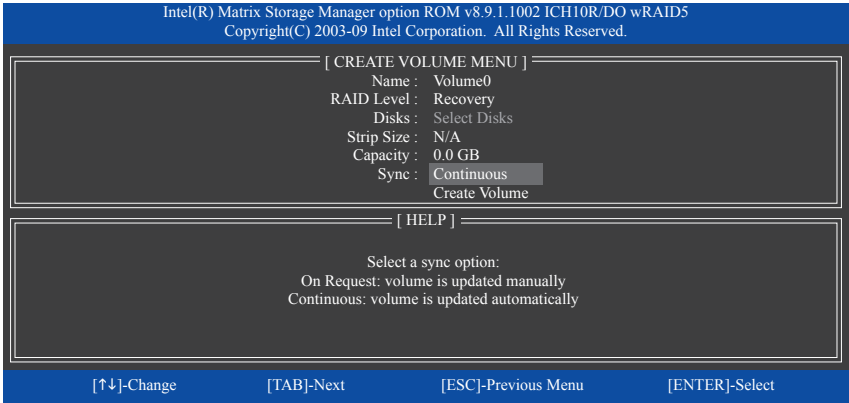 Intel(R) Matrix Storage Manager option ROM v8.9.1.1002 ICH10R/DO wRAID5
Copyright(C) 2003-09 Intel Corporation. All Rights Reserved.
[ CREATE VOLUME MENU ]
Name : Volume0
RAID Level : Recovery
Disks : Select Disks
Strip Size : N/A
Capacity : 0.0 GB
Sync : Continuous
Create Volume
[ HELP ]
Select a sync option:
On Request: volume is updated manually
Continuous: volume is updated automatically
[↑↓]-Change [TAB]-Next [ESC]-Previous Menu [ENTER]-Select